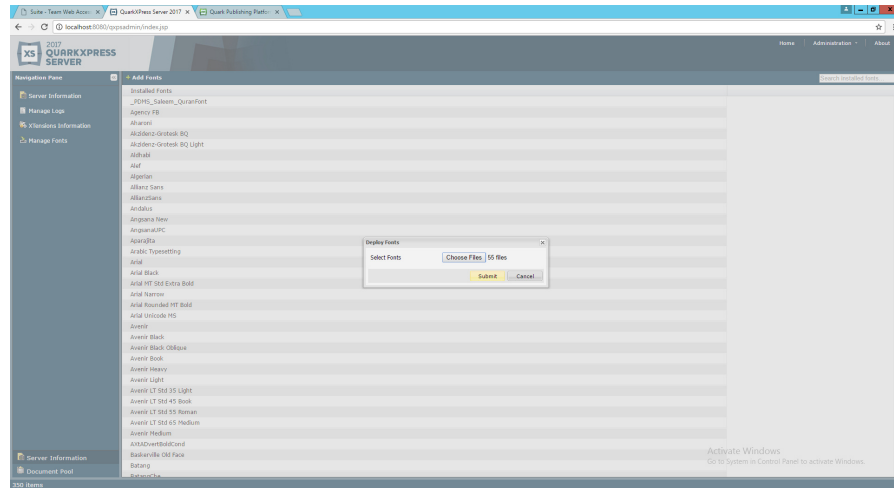 Suite - Team Web Acce
QuarkXPress Server 2017
Quark Publishing Platfo
localhost:8080/qxpsadmin/index.jsp
XS
2017
QUARKXPRESS
SERVER
Home
Administration
About
Navigation Pane
+ Add Fonts
Search installed fonts
Server Information
Manage Logs
XTensions Information
Manage Fonts
Installed Fonts
_PDMS_Saleem_QuranFont
Agency FB
Aharoni
Akzidenz-Grotesk BQ
Akzidenz-Grotesk BQ Light
Aldhabi
Alef
Algerian
Allianz Sans
AllianzSans
Andalus
Angsana New
AngsanaUPC
Aparajita
Arabic Typesetting
Arial
Arial Black
Arial MT Std Extra Bold
Arial Narrow
Arial Rounded MT Bold
Arial Unicode MS
Avenir
Avenir Black
Avenir Black Oblique
Avenir Book
Avenir Heavy
Avenir Light
Avenir LT Std 35 Light
Avenir LT Std 45 Book
Avenir LT Std 55 Roman
Avenir LT Std 65 Medium
Avenir Medium
AXtADvertBoldCond
Baskerville Old Face
Batang
BatangChe
Deploy Fonts
Select Fonts
Choose Files
55 files
Submit
Cancel
Activate Windows
Go to System in Control Panel to activate Windows.
Server Information
Document Pool
350 items